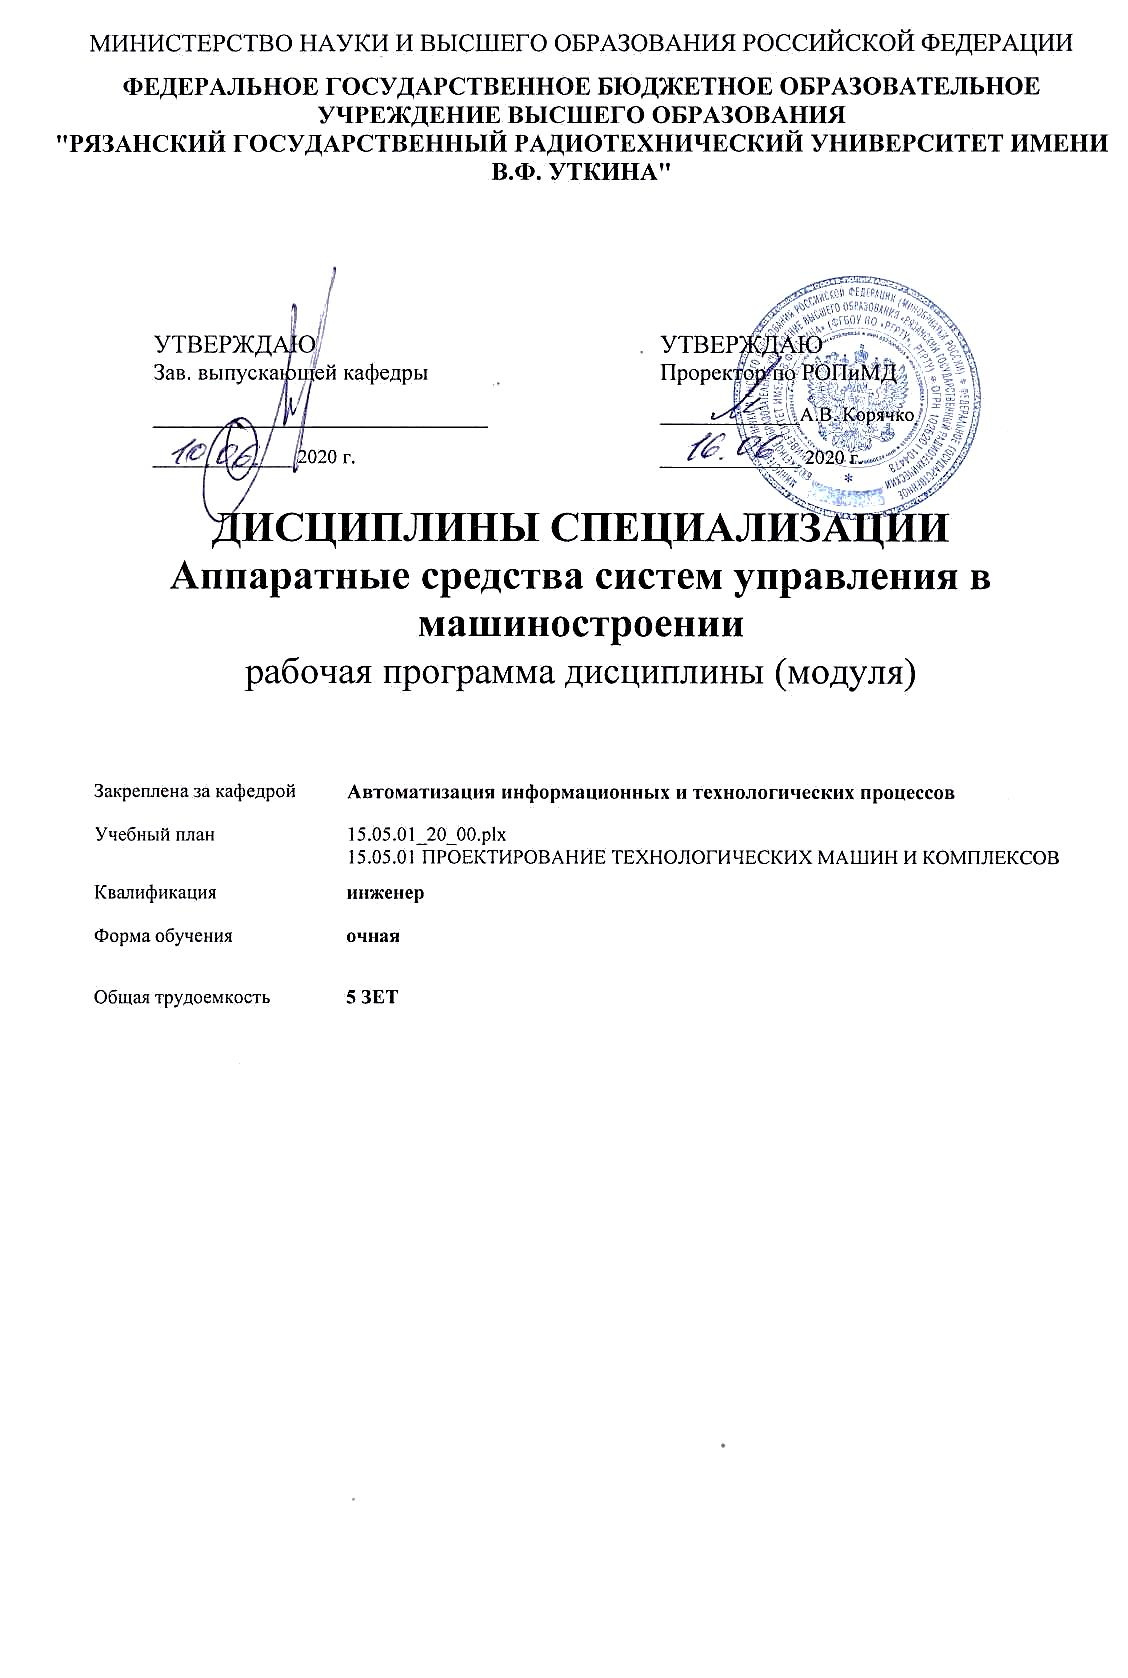 МИНИСТЕРСТВО НАУКИ И ВЫСШЕГО ОБРАЗОВАНИЯ РОССИЙСКОЙ ФЕДЕРАЦИИ
ФЕДЕРАЛЬНОЕ ГОСУДАРСТВЕННОЕ БЮДЖЕТНОЕ ОБРАЗОВАТЕЛЬНОЕ
УЧРЕЖДЕНИЕ ВЫСШЕГО ОБРАЗОВАНИЯ
"РЯЗАНСКИЙ ГОСУДАРСТВЕННЫЙ РАДИОТЕХНИЧЕСКИЙ УНИВЕРСИТЕТ ИМЕНИ
В.Ф. УТКИНА"
УТВЕРЖДАЮ
Зав. выпускающей кафедры
10 06 2020 г.
УТВЕРЖДАЮ
Проректор по РОПиМД
А.В. Корячко
16.06 2020 г.
ДИСЦИПЛИНЫ СПЕЦИАЛИЗАЦИИ
Аппаратные средства систем управления в
машиностроении
рабочая программа дисциплины (модуля)
Закреплена за кафедрой Автоматизация информационных и технологических процессов
Учебный план 15.05.01_20_00.plx
15.05.01 ПРОЕКТИРОВАНИЕ ТЕХНОЛОГИЧЕСКИХ МАШИН И КОМПЛЕКСОВ
Квалификация инженер
Форма обучения очная
Общая трудоемкость 5 ЗЕТ